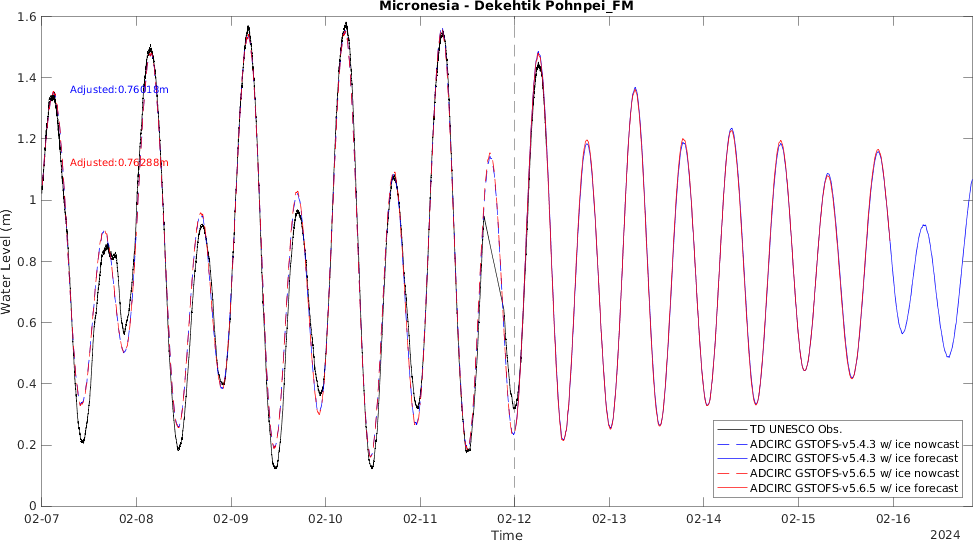 Micronesia - Dekehtik Pohnpei_FM
1.6
1.4
1.2
1
0.8
0.6
0.4
0.2
0
Water Level (m)
Adjusted:0.76018m
Adjusted:0.76288m
TD UNESCO Obs.
ADCIRC GSTOFS-v5.4.3 w/ ice nowcast
ADCIRC GSTOFS-v5.4.3 w/ ice forecast
ADCIRC GSTOFS-v5.6.5 w/ ice nowcast
ADCIRC GSTOFS-v5.6.5 w/ ice forecast
02-07 02-08 02-09 02-10 02-11 02-12 02-13 02-14 02-15 02-16
Time
2024